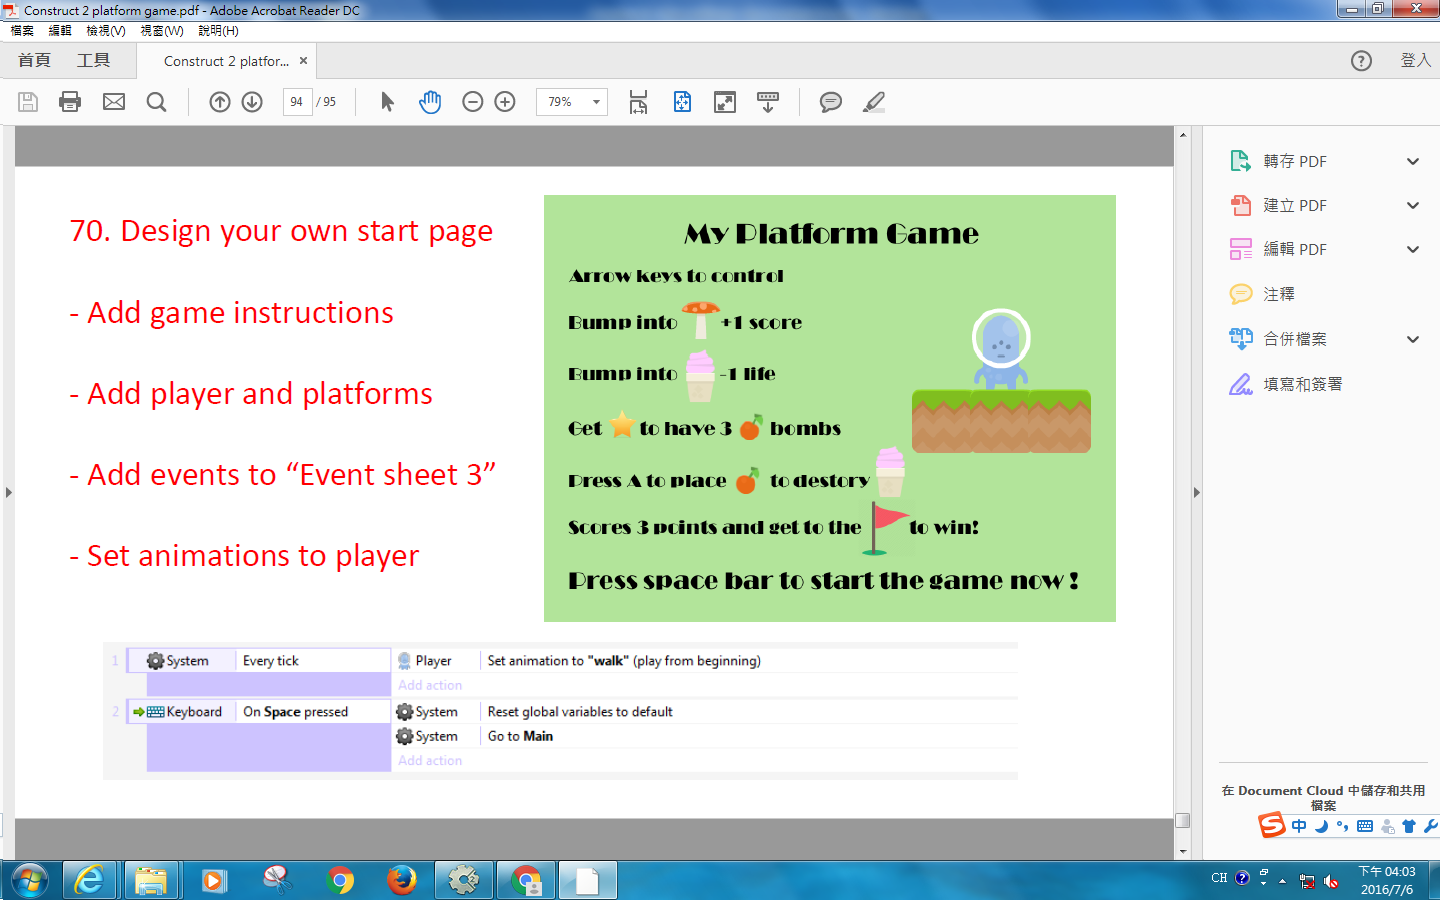 Construct 2 platform game.pdf - Adobe Acrobat Reader DC
檔案 編輯 檢視(V) 視窗(W) 說明(H)
首頁 工具 Construct 2 platfor... × 登入
94 / 95 79%
70. Design your own start page
- Add game instructions
- Add player and platforms
- Add events to “Event sheet 3”
- Set animations to player
My Platform Game
Arrow keys to control
Bump into +1 score
Bump into -1 life
Get to have 3 bombs
Press A to place to destory
Scores 3 points and get to the to win!
Press space bar to start the game now !
1 System Every tick Player Set animation to "walk" (play from beginning)
Add action
2 Keyboard On Space pressed System Reset global variables to default
System Go to Main
Add action
轉存 PDF
建立 PDF
編輯 PDF
注釋
合併檔案
填寫和簽署
在 Document Cloud 中儲存和共用
檔案
中
CH
下午 04:03
2016/7/6